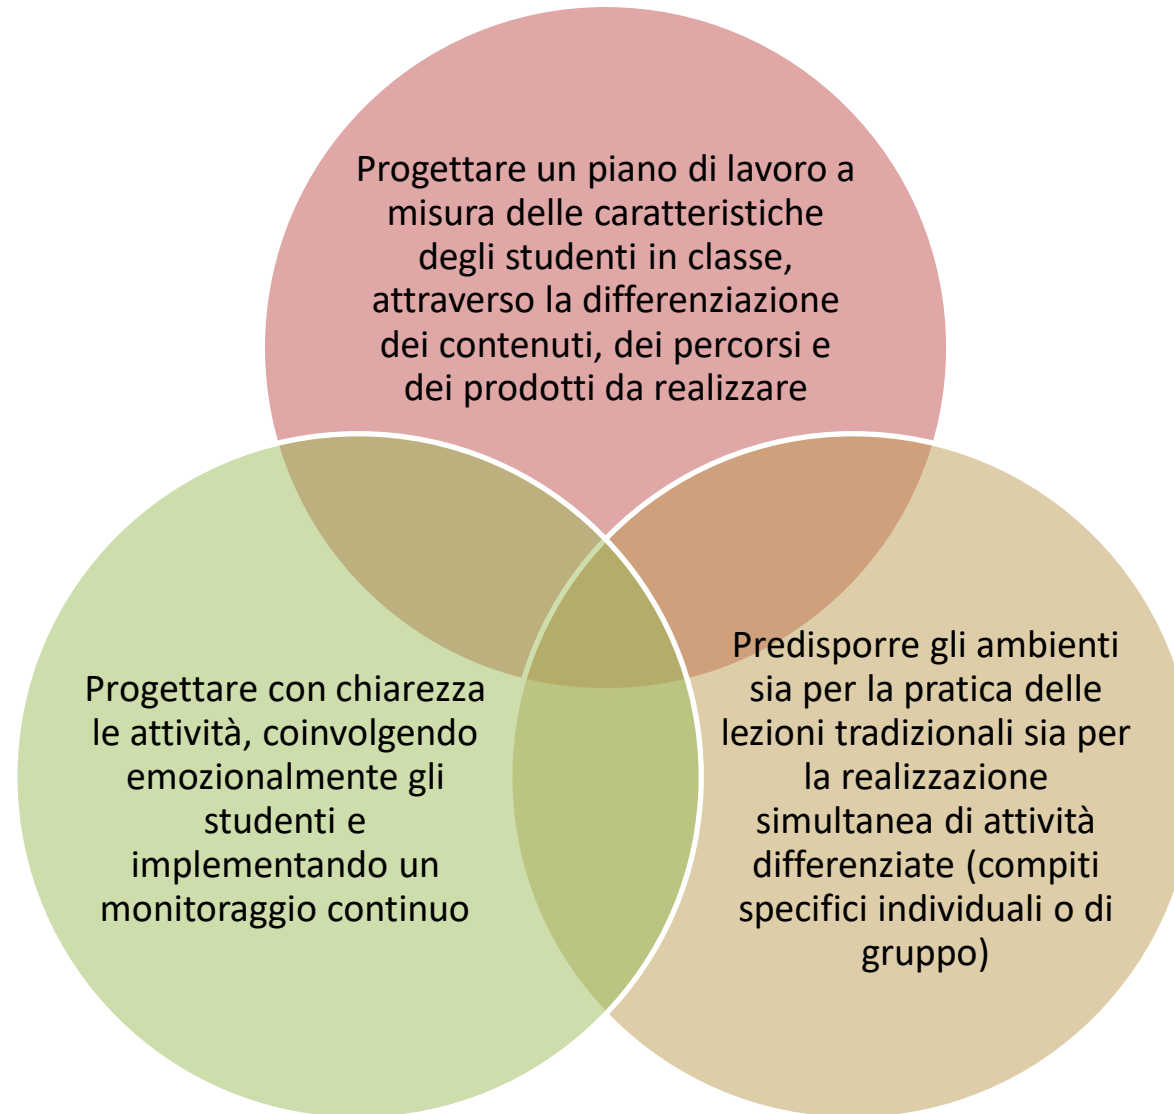 Progettare un piano di lavoro a
misura delle caratteristiche
degli studenti in classe,
attraverso la differenziazione
dei contenuti, dei percorsi e
dei prodotti da realizzare
Progettare con chiarezza
le attività, coinvolgendo
emozionalmente gli
studenti e
implementando un
monitoraggio continuo
Predisporre gli ambienti
sia per la pratica delle
lezioni tradizionali sia per
la realizzazione
simultanea di attività
differenziate (compiti
specifici individuali o di
gruppo)